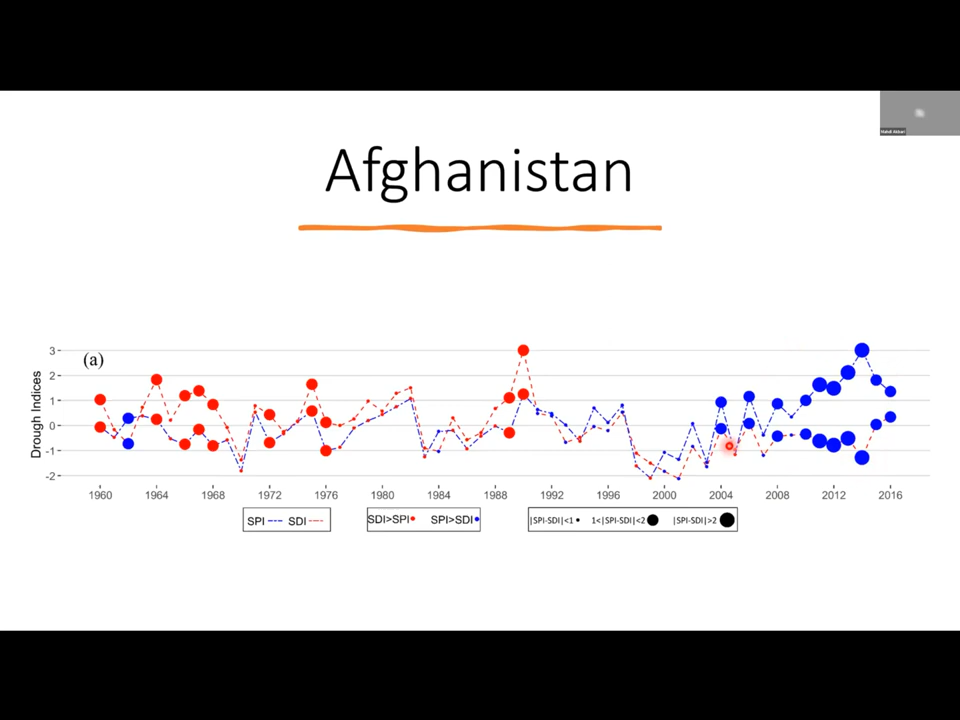 Mahdi Akbari
Afghanistan
(a)
Drough Indices
3
2
1
0
-1
-2
1960 1964 1968 1972 1976 1980 1984 1988 1992 1996 2000 2004 2008 2012 2016
SPI SDI
SDI>SPI SPI>SDI
|SPI-SDI|<1 1<|SPI-SDI|<2 |SPI-SDI|>2